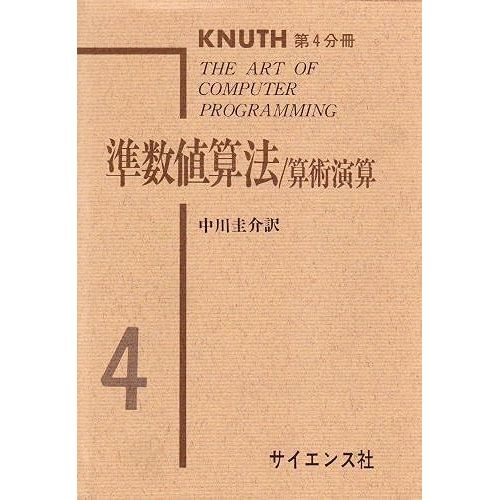 KNUTH 第4分冊
THE ART OF
COMPUTER
PROGRAMMING
準数値算法/算術演算
中川圭介訳
4
サイエンス社